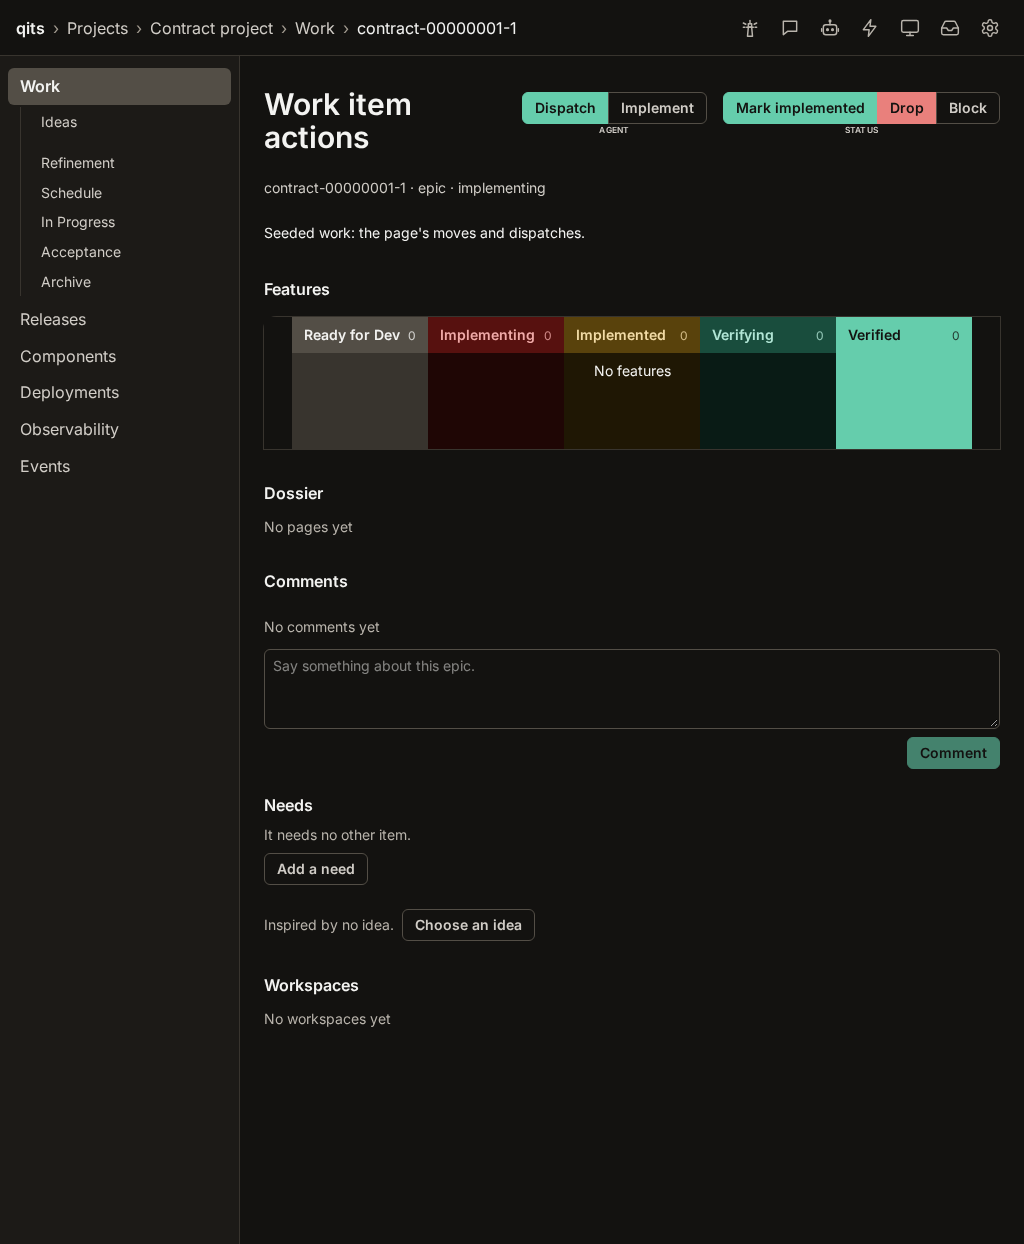 qits › Projects › Contract project › Work › contract-00000001-1
Work
Ideas
Refinement
Schedule
In Progress
Acceptance
Archive
Releases
Components
Deployments
Observability
Events
Work item
actions
Dispatch Implement
AGENT
Mark implemented Drop Block
STATUS
contract-00000001-1 · epic · implementing
Seeded work: the page's moves and dispatches.
Features
Ready for Dev 0 Implementing 0 Implemented 0 Verifying 0 Verified 0
No features
Dossier
No pages yet
Comments
No comments yet
Say something about this epic.
Comment
Needs
It needs no other item.
Add a need
Inspired by no idea. Choose an idea
Workspaces
No workspaces yet